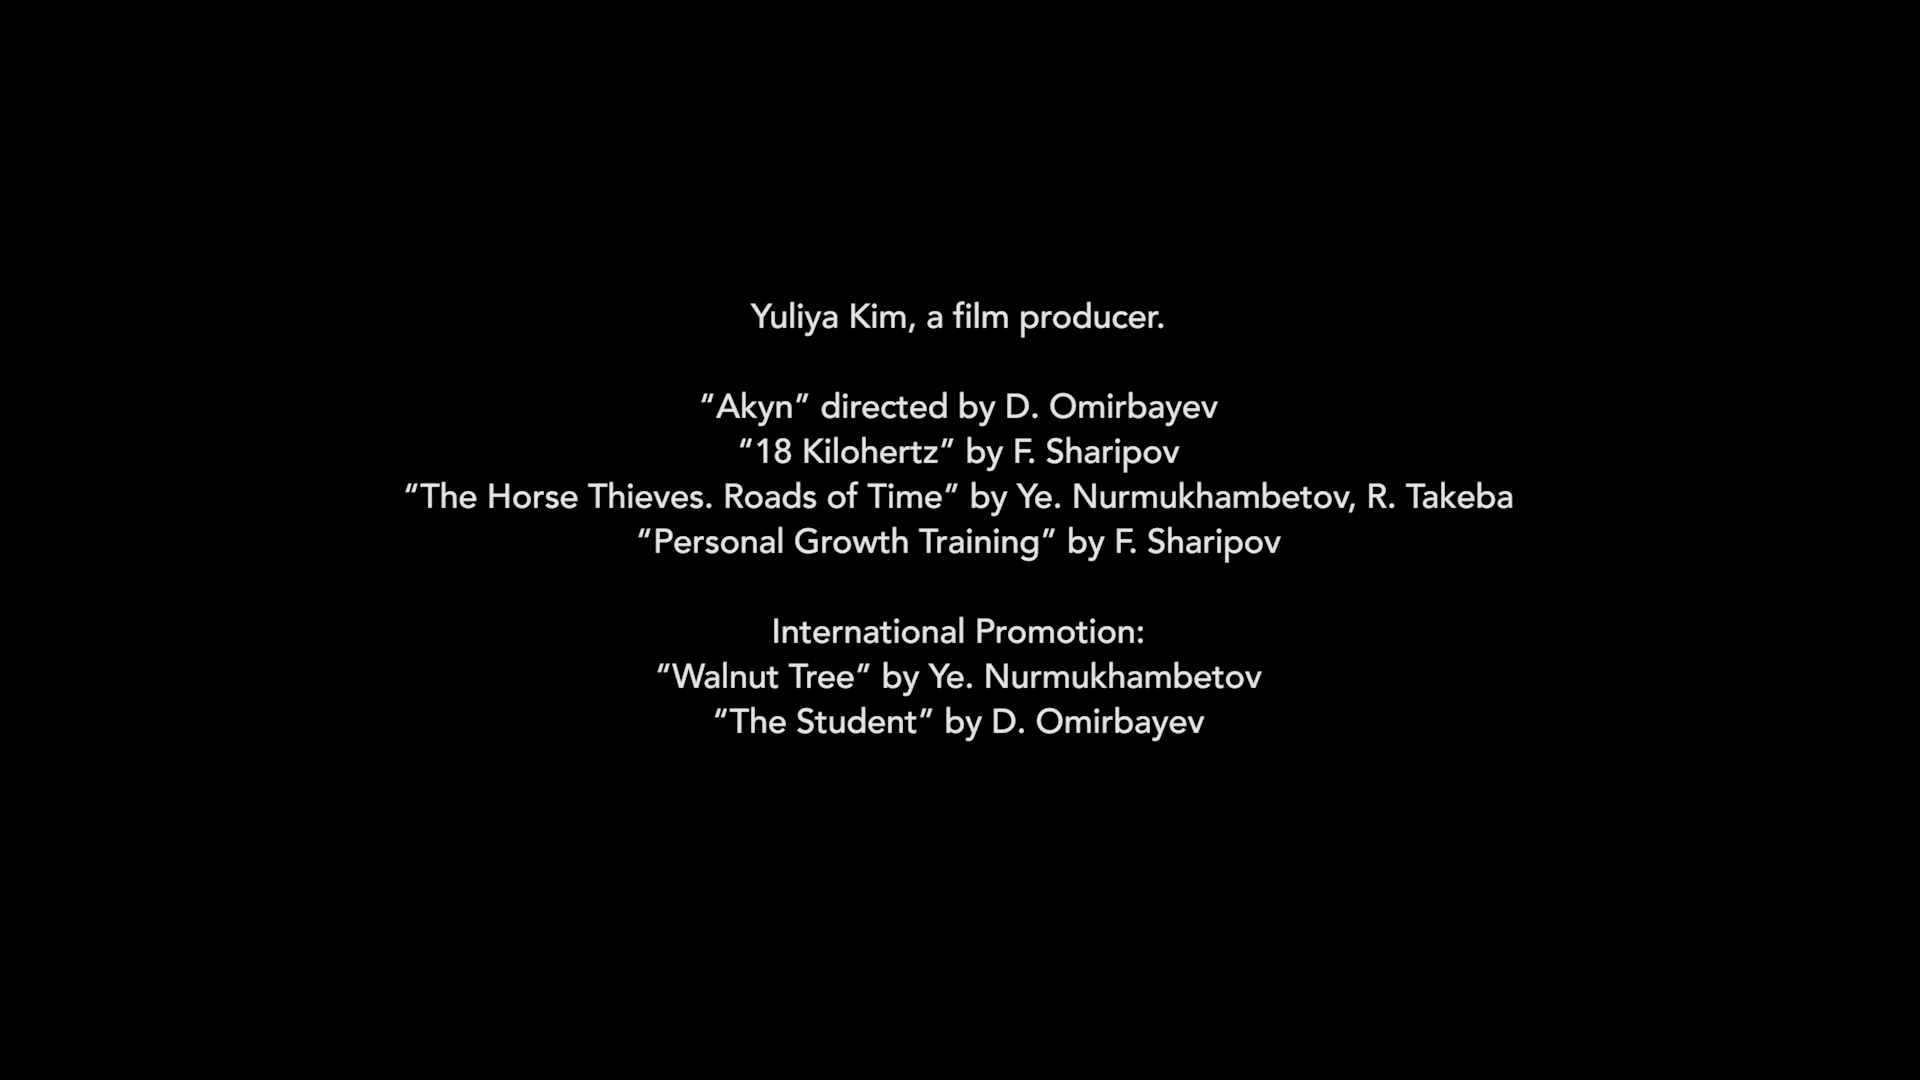 Yuliya Kim, a film producer.
“Akyn” directed by D. Omirbayev
“18 Kilohertz” by F. Sharipov
“The Horse Thieves. Roads of Time” by Ye. Nurmukhambetov, R. Takeba
“Personal Growth Training” by F. Sharipov
International Promotion:
“Walnut Tree” by Ye. Nurmukhambetov
“The Student” by D. Omirbayev